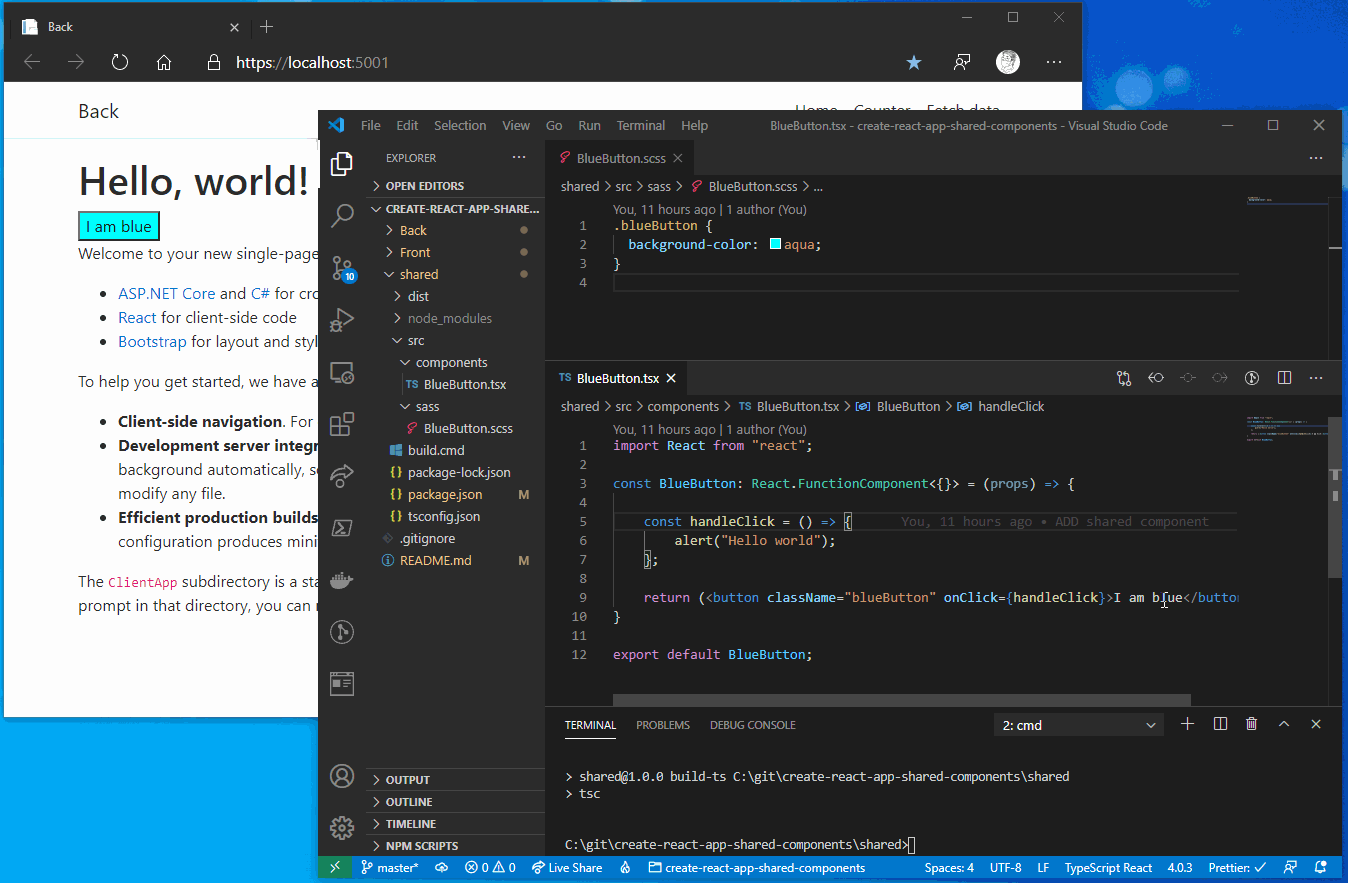 Back
https://localhost:5001
Back
Home Counter Fetch data
Hello, world!
I am blue
Welcome to your new single-page
ASP.NET Core and C# for cro
React for client-side code
Bootstrap for layout and styl
To help you get started, we have a
Client-side navigation. For
Development server integr
background automatically, s
modify any file.
Efficient production builds
configuration produces mini
The ClientApp subdirectory is a sta
prompt in that directory, you can r
File Edit Selection View Go Run Terminal Help
BlueButton.tsx - create-react-app-shared-components - Visual Studio Code
EXPLORER
OPEN EDITORS
CREATE-REACT-APP-SHARE...
Back
Front
shared
dist
node_modules
src
components
TS BlueButton.tsx
sass
BlueButton.scss
build.cmd
{} package-lock.json
{} package.json M
{} tsconfig.json
.gitignore
README.md M
10
OUTPUT
OUTLINE
TIMELINE
NPM SCRIPTS
BlueButton.scss
shared > src > sass > BlueButton.scss > ...
You, 11 hours ago | 1 author (You)
1 .blueButton {
2 background-color: aqua;
3 }
4
TS BlueButton.tsx
shared > src > components > TS BlueButton.tsx > BlueButton > handleClick
You, 11 hours ago | 1 author (You)
1 import React from "react";
2
3 const BlueButton: React.FunctionComponent<{}> = (props) => {
4
5 const handleClick = () => { You, 11 hours ago • ADD shared component
6 alert("Hello world");
7 };
8
9 return (<button className="blueButton" onClick={handleClick}>I am blue</button
10 }
11
12 export default BlueButton;
TERMINAL PROBLEMS DEBUG CONSOLE
2: cmd
> shared@1.0.0 build-ts C:\git\create-react-app-shared-components\shared
> tsc
C:\git\create-react-app-shared-components\shared>
master* 0 0 Live Share create-react-app-shared-components Spaces: 4 UTF-8 LF TypeScript React 4.0.3 Prettier: ✓